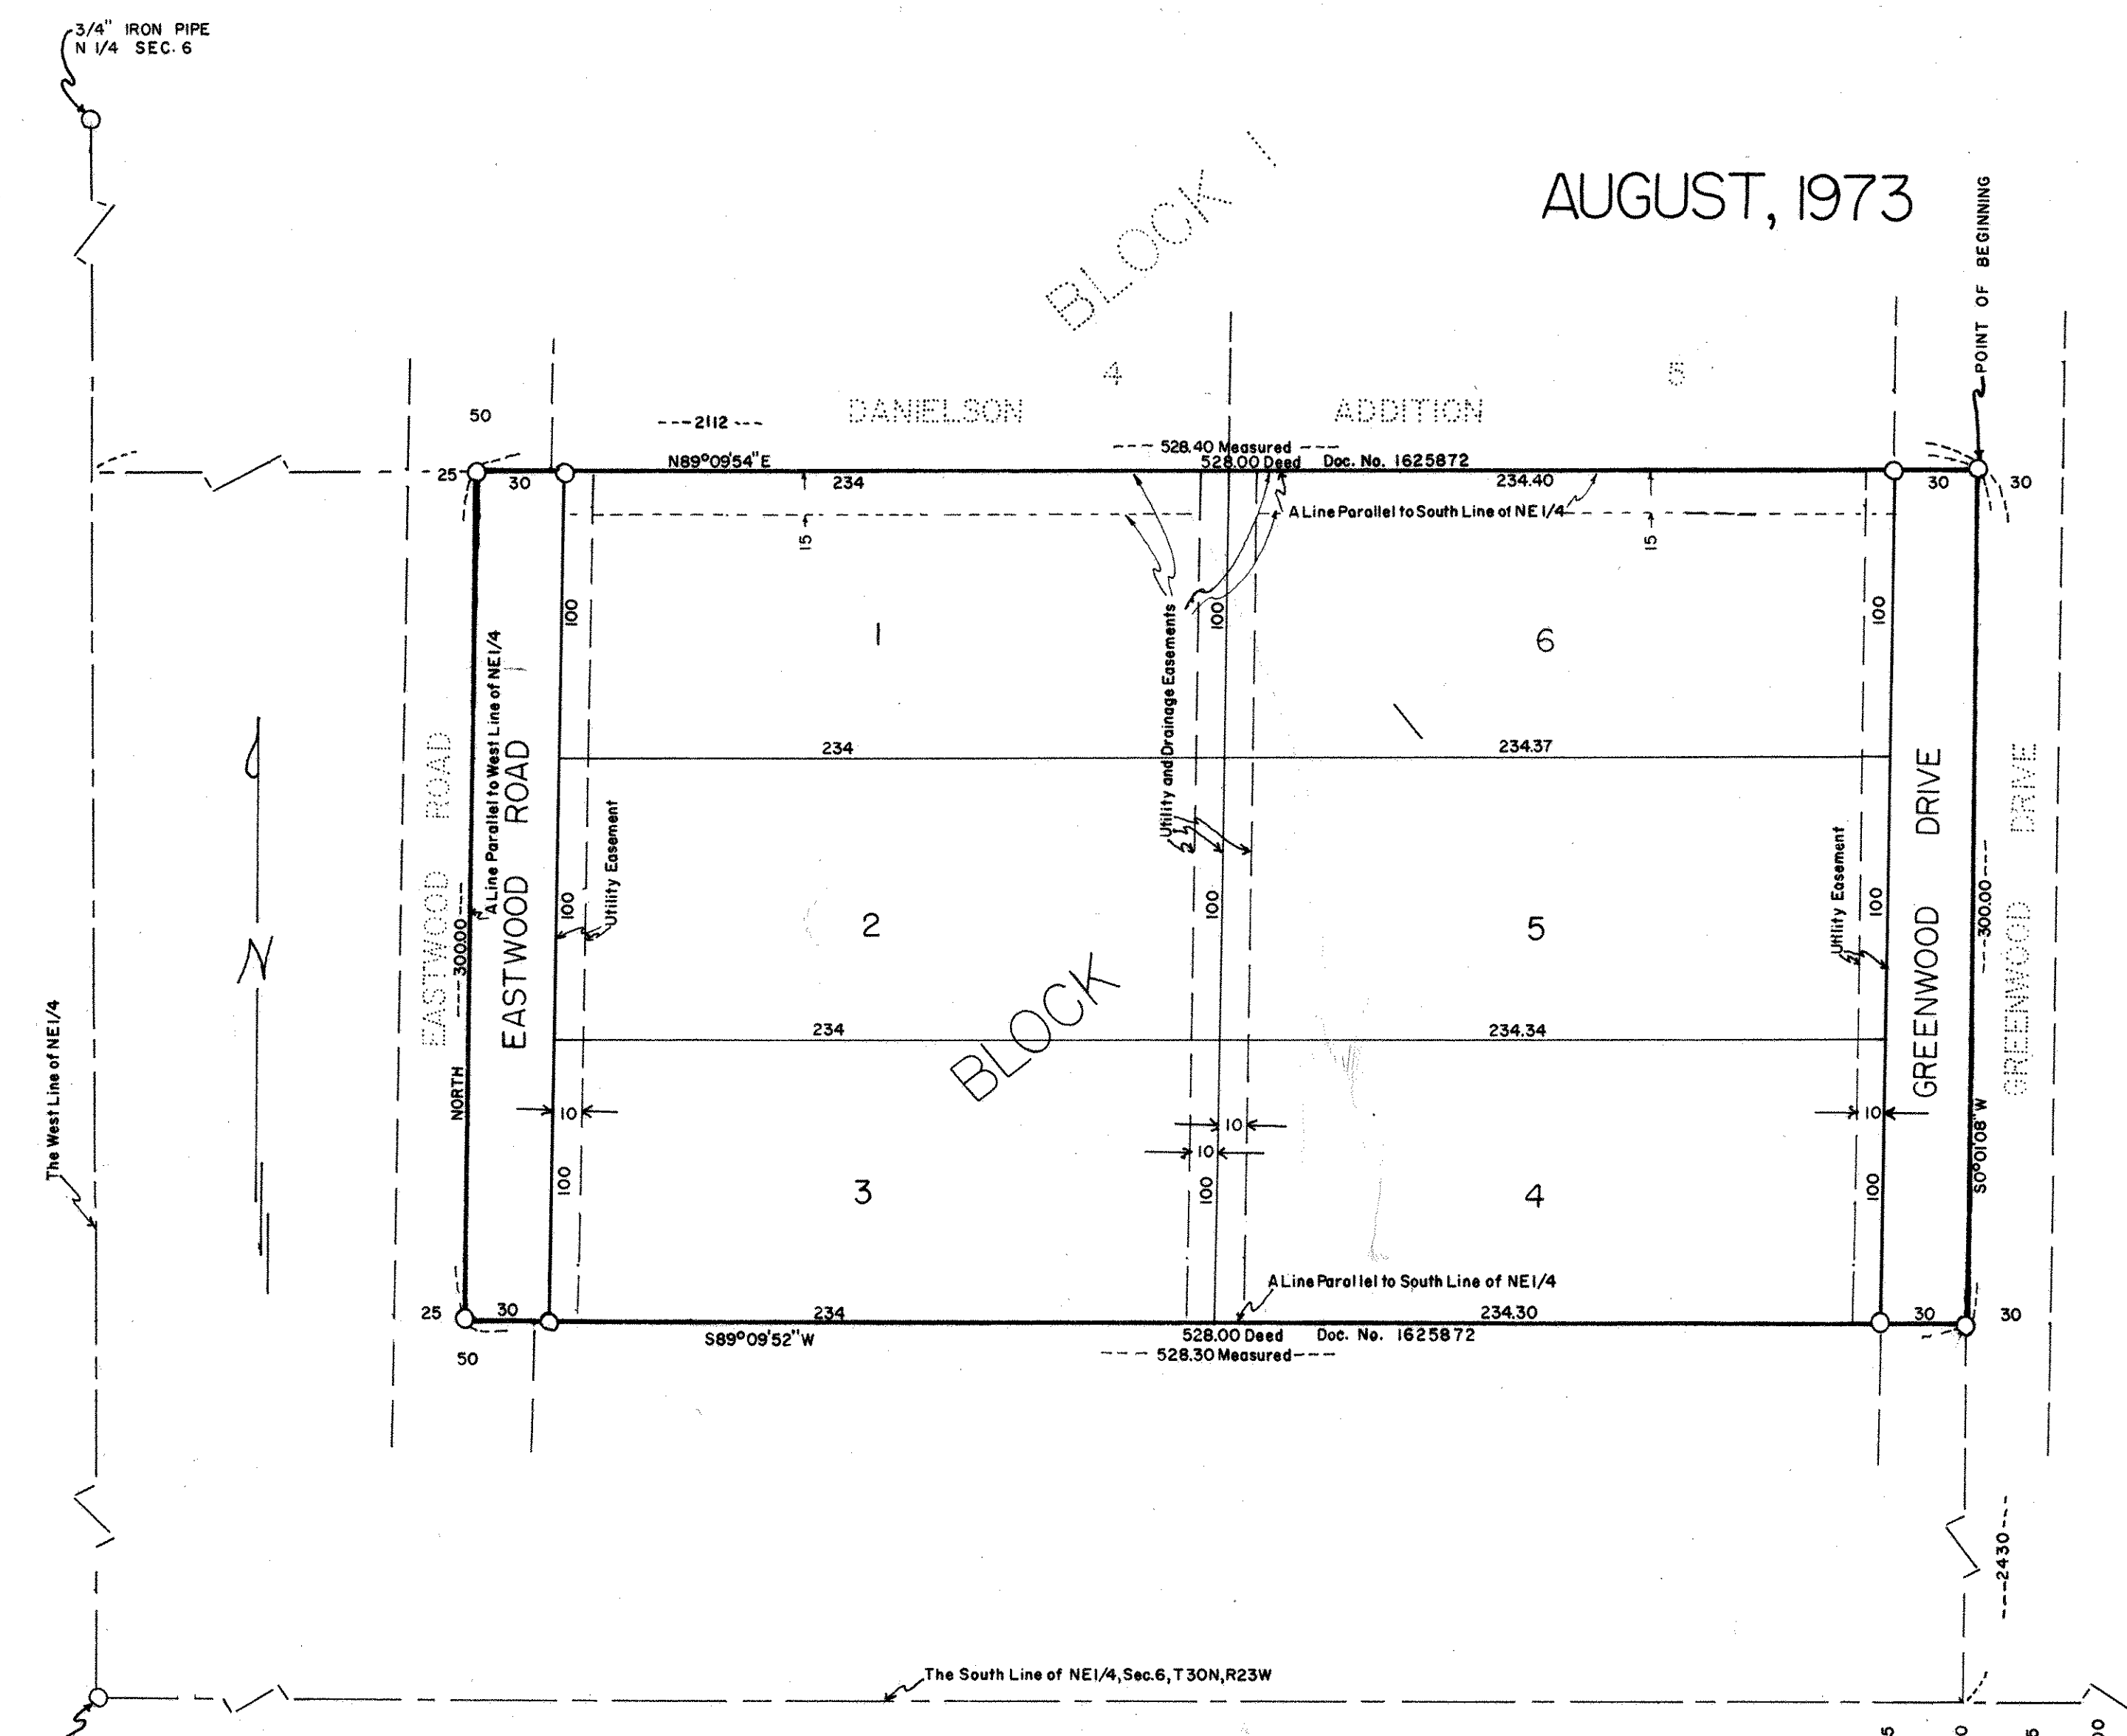 3/4" IRON PIPE
N 1/4 SEC. 6
AUGUST, 1973
POINT OF BEGINNING
BLOCK 1
4
5
DANIELSON ADDITION
50
---2112---
--- 528.40 Measured ---
25
N89°09'54"E
528.00 Deed Doc. No. 1625872
30
234
234.40
30
30
A Line Parallel to South Line of NE 1/4
15
15
100
100
100
1
6
Utility and Drainage Easements
A Line Parallel to West Line of NE 1/4
234
234.37
EASTWOOD ROAD
EASTWOOD ROAD
---300.00---
NORTH
Utility Easement
100
100
100
2
5
Utility Easement
GREENWOOD DRIVE
GREENWOOD DRIVE
---300.00---
S0°01'08"W
N
BLOCK
234
234.34
The West Line of NE 1/4
10
10
10
10
100
100
100
3
4
A Line Parallel to South Line of NE 1/4
25
30
234
234.30
30
30
S89°09'52"W
528.00 Deed Doc. No. 1625872
--- 528.30 Measured---
50
---2430---
The South Line of NE 1/4, Sec. 6, T30N, R23W